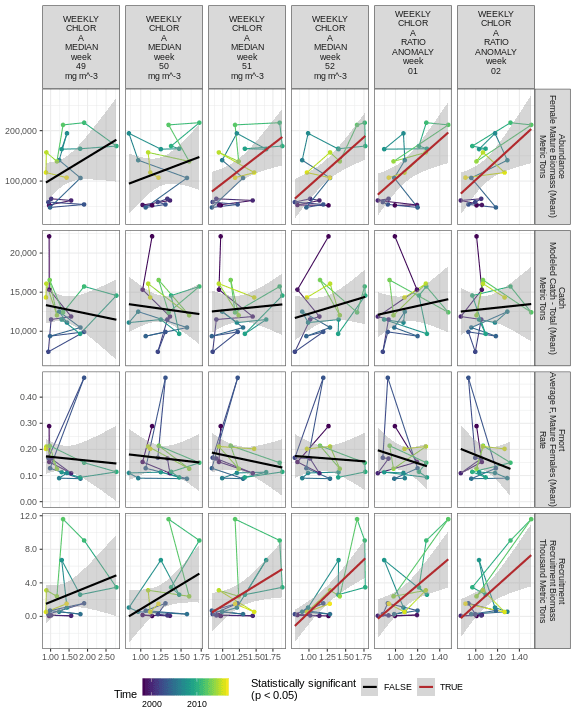 WEEKLY
CHLOR
A
MEDIAN
week
49
mg m^-3
WEEKLY
CHLOR
A
MEDIAN
week
50
mg m^-3
WEEKLY
CHLOR
A
MEDIAN
week
51
mg m^-3
WEEKLY
CHLOR
A
MEDIAN
week
52
mg m^-3
WEEKLY
CHLOR
A
RATIO
ANOMALY
week
01
WEEKLY
CHLOR
A
RATIO
ANOMALY
week
02
200,000
100,000
Abundance
Female Mature Biomass (Mean)
Metric Tons
20,000
15,000
10,000
Catch
Modeled Catch - Total (Mean)
Metric Tons
0.40
0.30
0.20
0.10
0.00
Fmort
Average F, Mature Females (Mean)
Rate
12.0
8.0
4.0
0.0
Recruitment
Recruitment Biomass
Thousand Metric Tons
1.00 1.50 2.00 2.50
1.00 1.25 1.50 1.75
1.00 1.25 1.50 1.75
1.00 1.25 1.50 1.75
1.00 1.20 1.40
1.00 1.20 1.40
Time
2000 2010
Statistically significant
(p < 0.05)
FALSE
TRUE